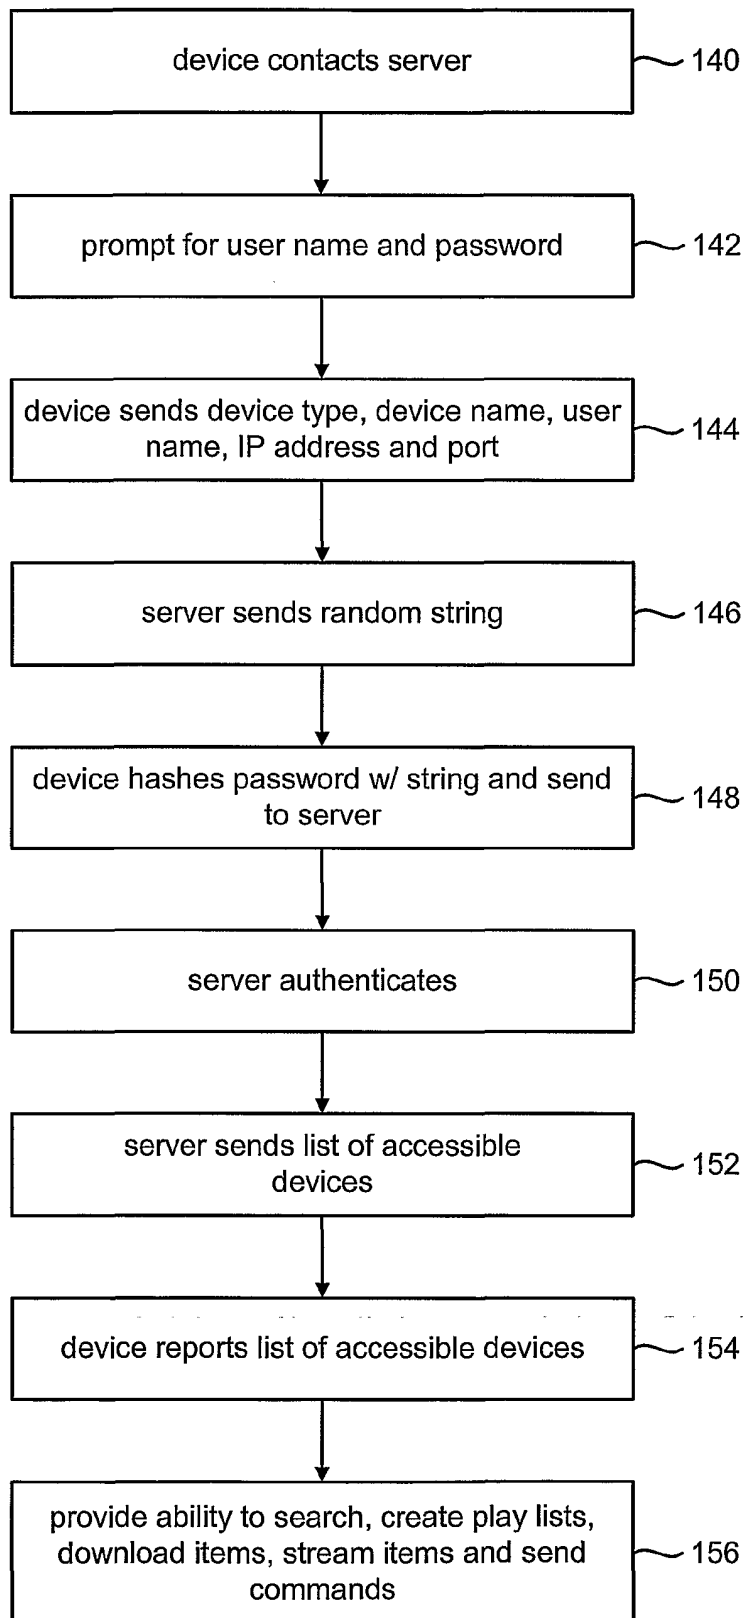 device contacts server
140
prompt for user name and password
142
device sends device type, device name, user
name, IP address and port
144
server sends random string
146
device hashes password w/ string and send
to server
148
server authenticates
150
server sends list of accessible
devices
152
device reports list of accessible devices
154
provide ability to search, create play lists,
download items, stream items and send
commands
156